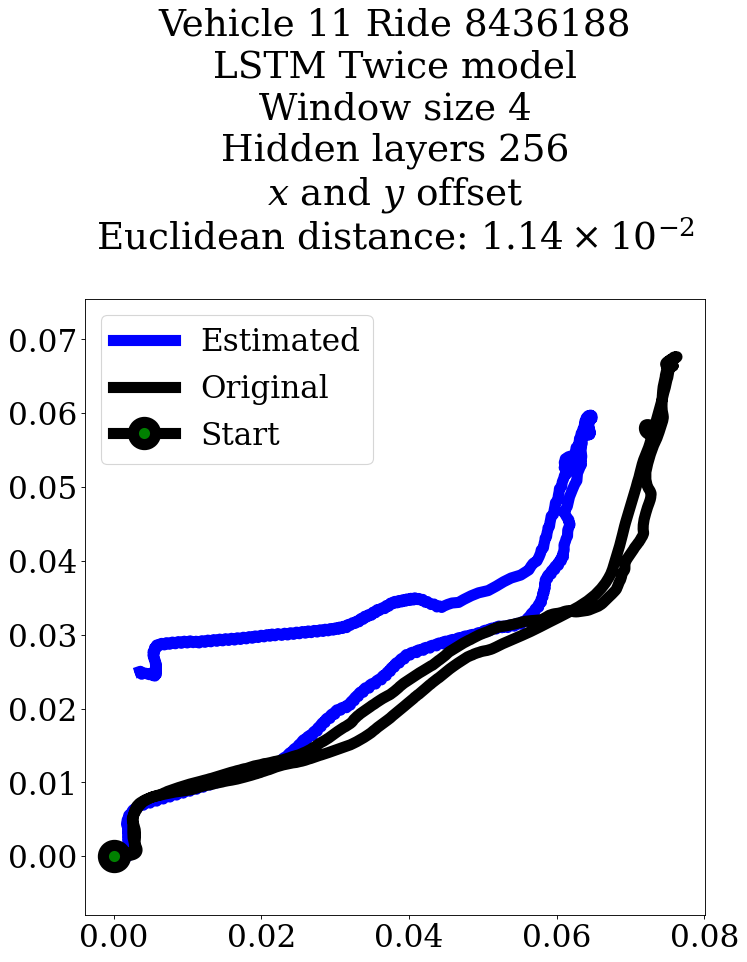 Vehicle 11 Ride 8436188
LSTM Twice model
Window size 4
Hidden layers 256
x and y offset
Euclidean distance: 1.14 × 10⁻²
Estimated
Original
Start
0.07
0.06
0.05
0.04
0.03
0.02
0.01
0.00
0.00 0.02 0.04 0.06 0.08